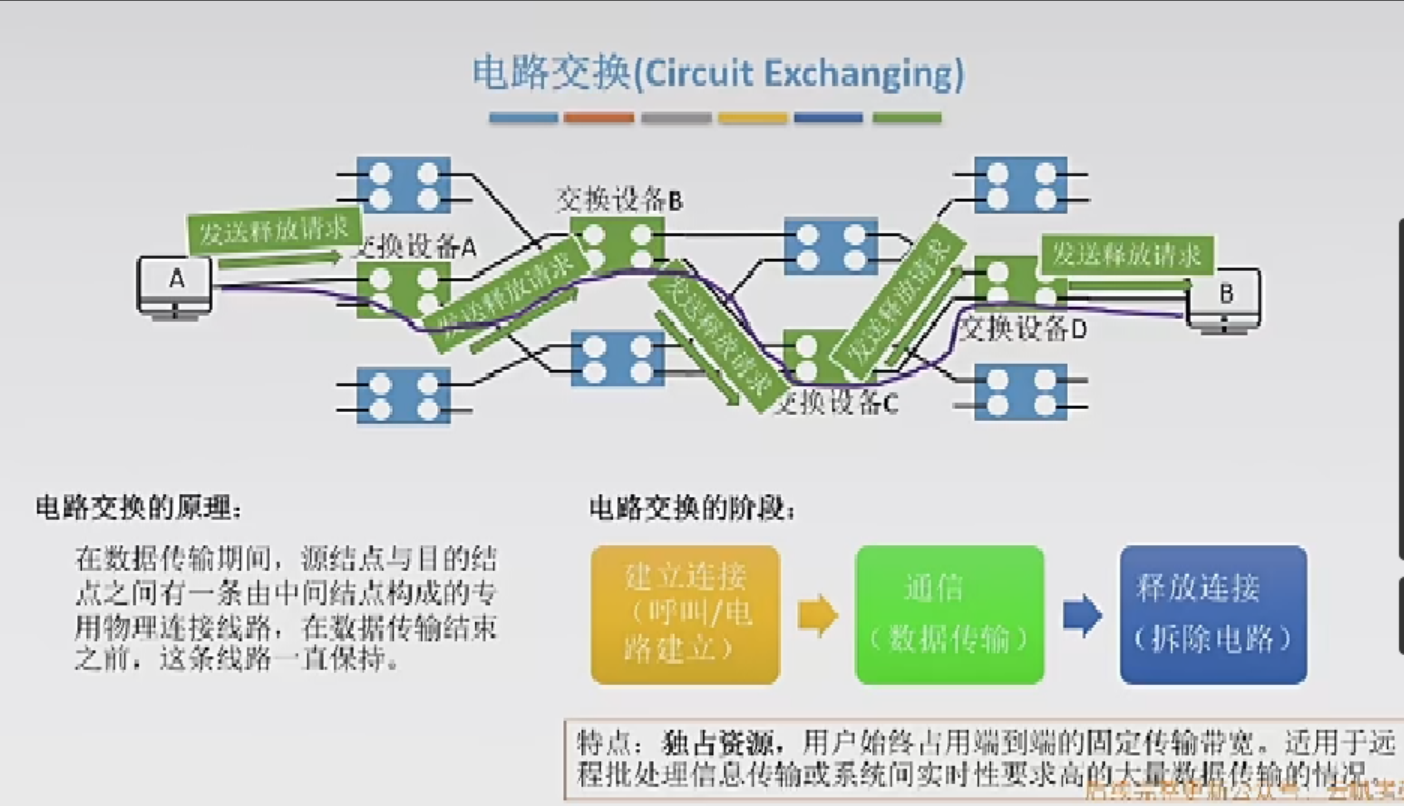 电路交换(Circuit Exchanging)
交换设备B
发送释放请求
交换设备A
发送释放请求
A
发送释放请求
发送释放请求
发送释放请求
B
交换设备D
交换设备C
电路交换的原理：
在数据传输期间，源结点与目的结
点之间有一条由中间结点构成的专
用物理连接线路，在数据传输结束
之前，这条线路一直保持。
电路交换的阶段：
建立连接
（呼叫/电
路建立）
通信
（数据传输）
释放连接
（拆除电路）
特点：独占资源，用户始终占用端到端的固定传输带宽。适用于远
程批处理信息传输或系统间实时性要求高的大量数据传输的情况。